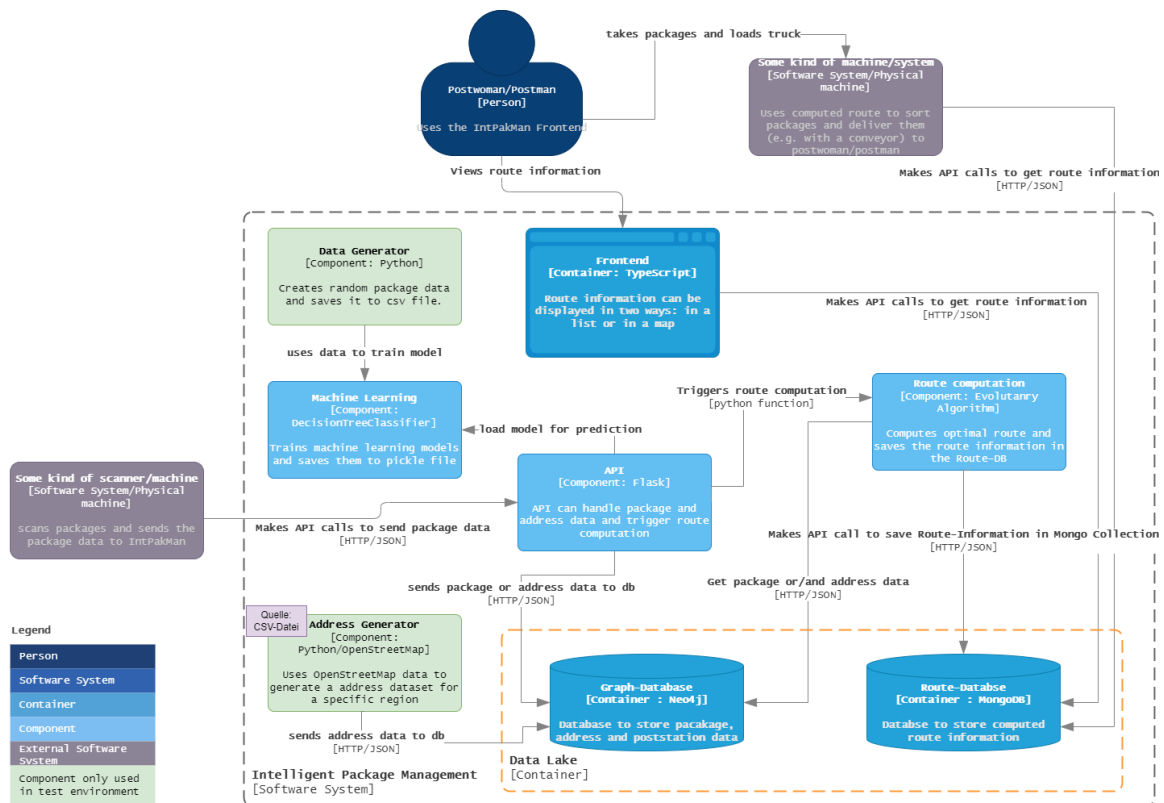 takes packages and loads truck
Postwoman/Postman
[Person]
Uses the IntPakMan Frontend
Some kind of machine/system
[Software System/Physical
machine]
Uses computed route to sort
packages and deliver them
(e.g. with a conveyor) to
postwoman/postman
Views route information
Makes API calls to get route information
[HTTP/JSON]
Data Generator
[Component: Python]
Creates random package data
and saves it to csv file.
Frontend
[Container: TypeScript]
Route information can be
displayed in two ways: in a
list or in a map
Makes API calls to get route information
[HTTP/JSON]
uses data to train model
Machine Learning
[Component:
DecisionTreeClassifier]
Trains machine learning models
and saves them to pickle file
load model for prediction
Triggers route computation
[python function]
Route computation
[Component: Evolutanry
Algorithm]
Computes optimal route and
saves the route information in
the Route-DB
Some kind of scanner/machine
[Software System/Physical
machine]
scans packages and sends the
package data to IntPakMan
Makes API calls to send package data
[HTTP/JSON]
API
[Component: Flask]
API can handle package and
address data and trigger route
computation
Makes API call to save Route-Information in Mongo Collection
[HTTP/JSON]
sends package or address data to db
[HTTP/JSON]
Get package or/and address data
[HTTP/JSON]
Quelle:
CSV-Datei
Address Generator
[Component:
Python/OpenStreetMap]
Uses OpenStreetMap data to
generate a address dataset for
a specific region
sends address data to db
[HTTP/JSON]
Graph-Database
[Container : Neo4j]
Database to store pacakage,
address and poststation data
Route-Databse
[Container : MongoDB]
Databse to store computed
route information
Data Lake
[Container]
Intelligent Package Management
[Software System]
Legend
Person
Software System
Container
Component
External Software
System
Component only used
in test environment